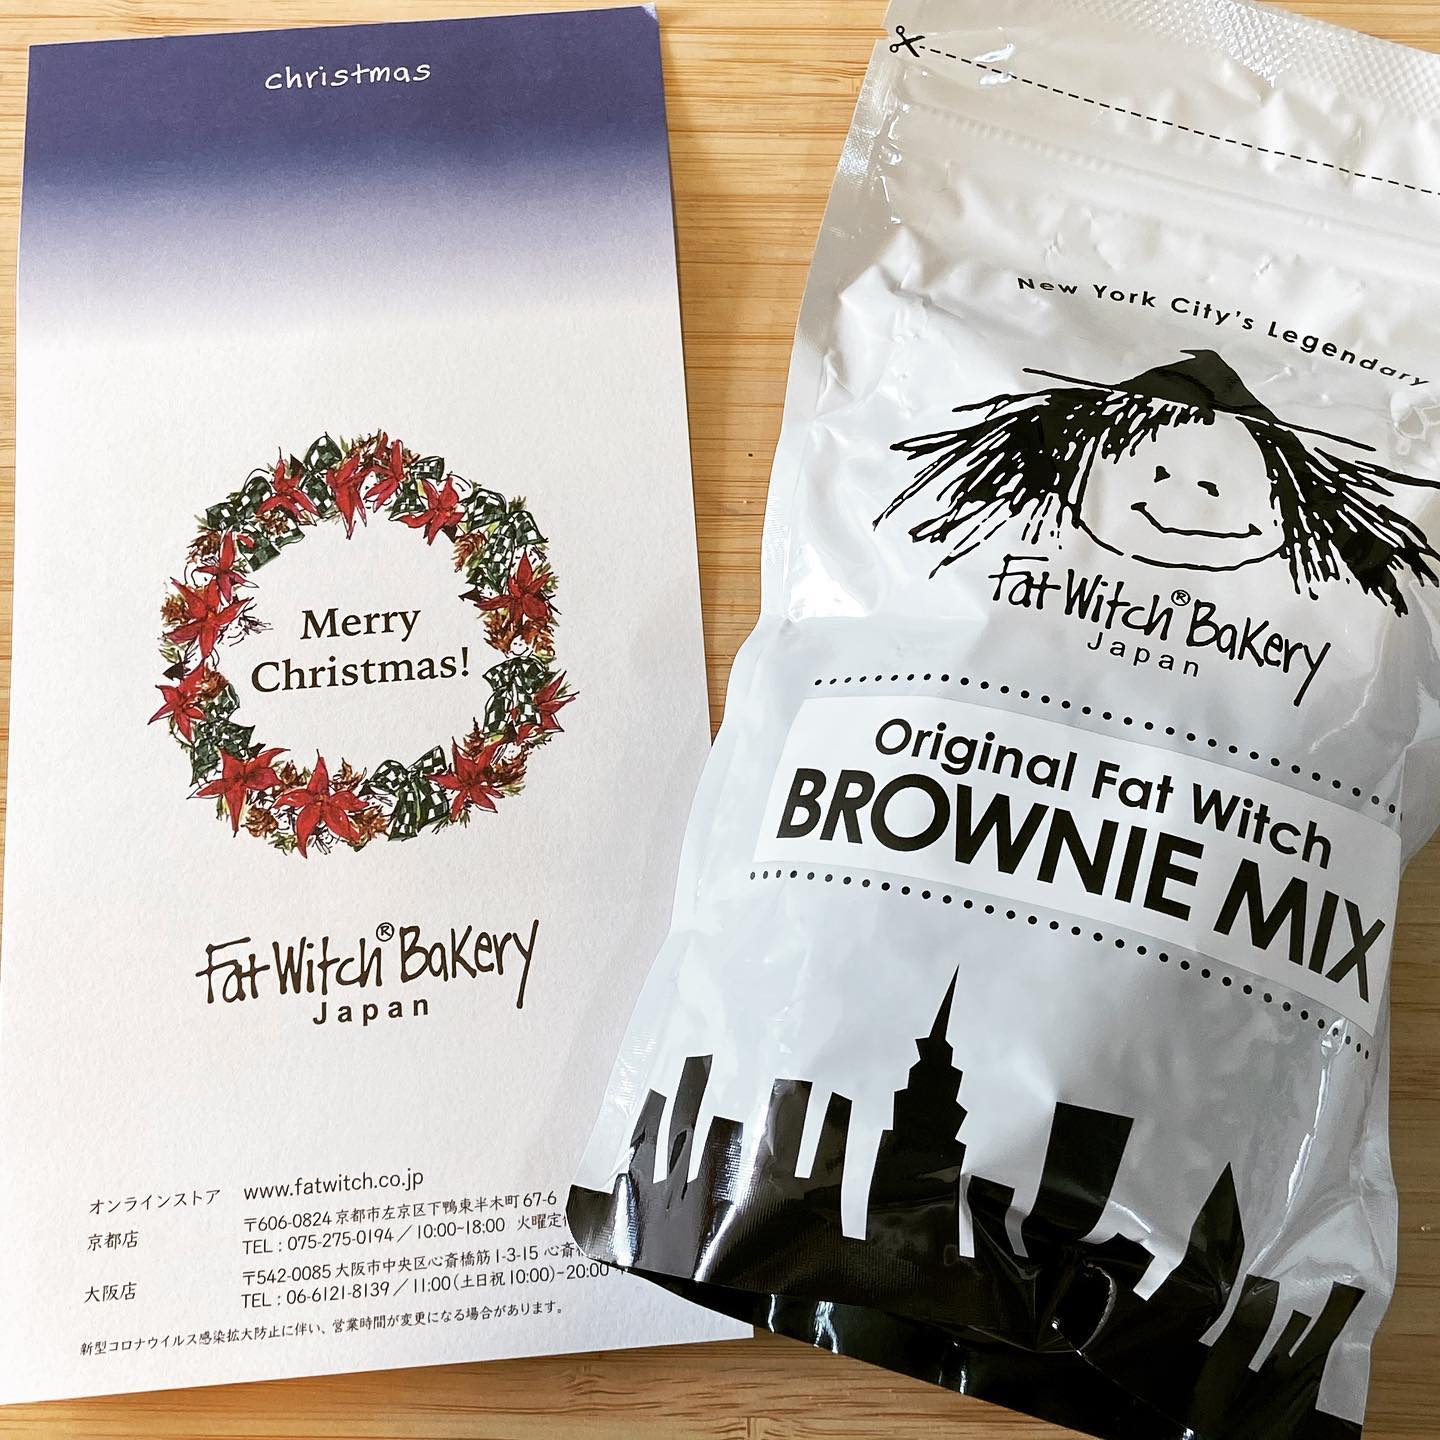 christmas
Merry
Christmas!
Fat Witch® Bakery
Japan
オンラインストア www.fatwitch.co.jp
京都店 〒606-0824 京都市左京区下鴨東半木町 67-6
TEL : 075-275-0194 / 10:00~18:00 火曜定
大阪店 〒542-0085 大阪市中央区心斎橋筋 1-3-15 心斎
TEL : 06-6121-8139 / 11:00 (土日祝 10:00)~20:00
新型コロナウイルス感染拡大防止に伴い、営業時間が変更になる場合があります。
New York City's Legendary
Fat Witch® Bakery
Japan
Original Fat Witch
BROWNIE MIX